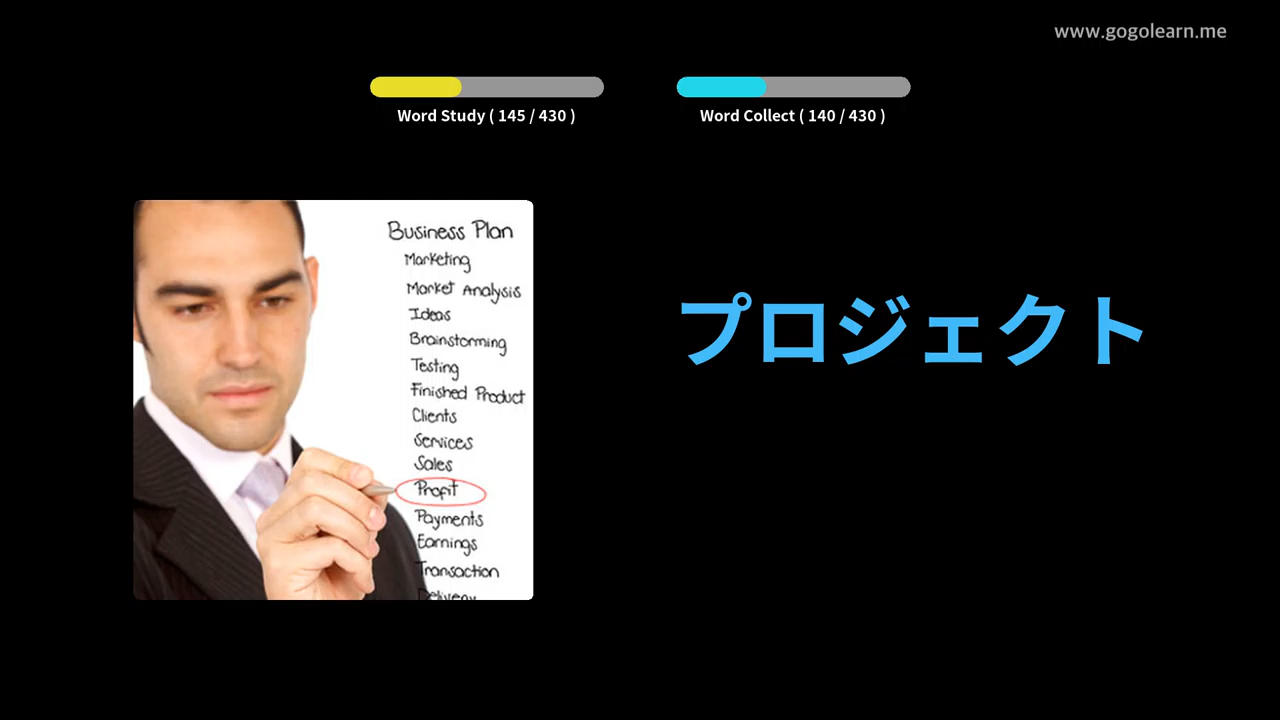 www.gogolearn.me
Word Study ( 145 / 430 )
Word Collect ( 140 / 430 )
Business Plan
Marketing
Market Analysis
Ideas
Brainstorming
Testing
Finished Product
Clients
Services
Sales
Profit
Payments
Earnings
Transaction
Delivery
プロジェクト